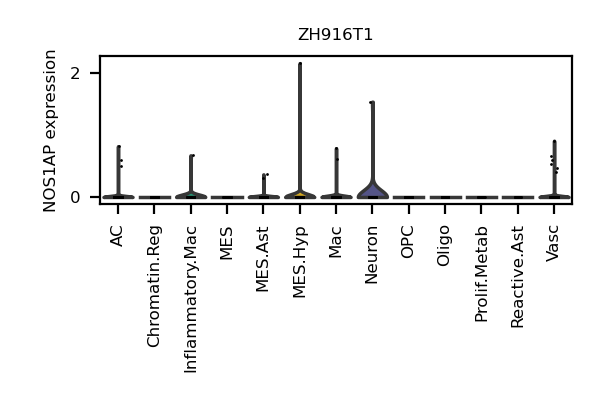 ZH916T1
NOS1AP expression
2
0
AC
Chromatin.Reg
Inflammatory.Mac
MES
MES.Ast
MES.Hyp
Mac
Neuron
OPC
Oligo
Prolif.Metab
Reactive.Ast
Vasc